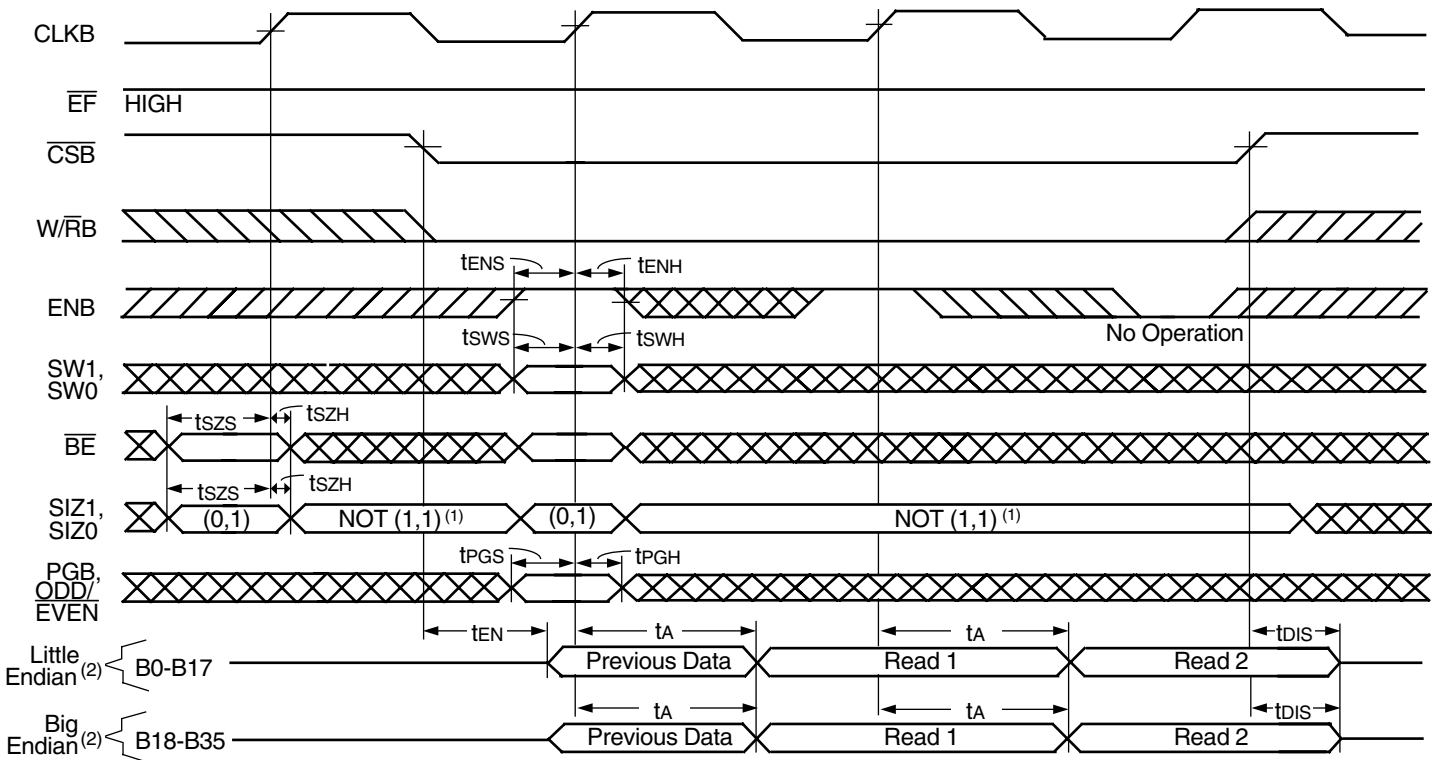 CLKB
EF HIGH
CSB
W/RB
tENS tENH
ENB
No Operation
tSWS tSWH
SW1,
SW0
tSZS tSZH
BE
tSZS tSZH
SIZ1,
SIZ0
(0,1) NOT (1,1) (1) (0,1) NOT (1,1) (1)
tPGS tPGH
PGB,
ODD/
EVEN
tEN tA tA tDIS
Little
Endian (2) B0-B17 Previous Data Read 1 Read 2
tA tA tDIS
Big
Endian (2) B18-B35 Previous Data Read 1 Read 2